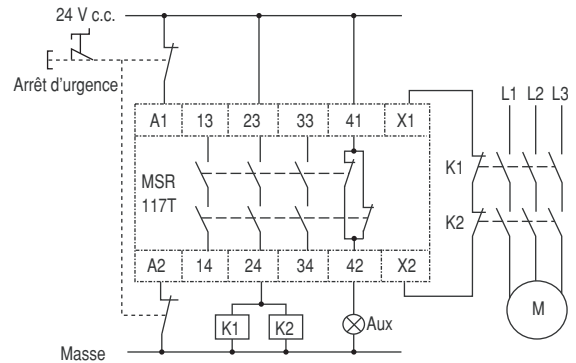 24 V c.c.
Arrêt d'urgence
A1 13 23 33 41 X1
L1 L2 L3
K1
MSR
117T
K2
A2 14 24 34 42 X2
K1 K2 Aux
M
Masse